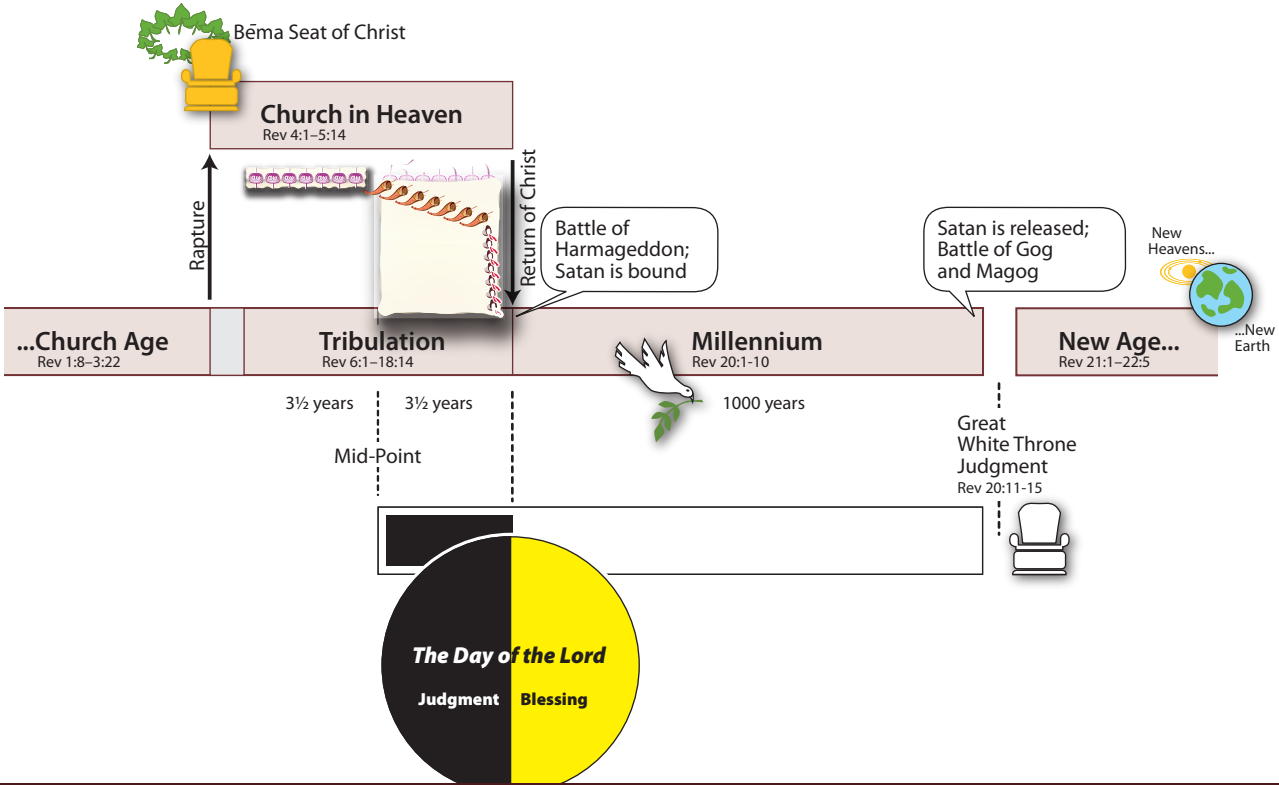 Bēma Seat of Christ
Church in Heaven
Rev 4:1–5:14
Rapture
Return of Christ
Battle of
Harmageddon;
Satan is bound
Satan is released;
Battle of Gog
and Magog
New
Heavens...
...New
Earth
...Church Age
Rev 1:8–3:22
Tribulation
Rev 6:1–18:14
Millennium
Rev 20:1-10
New Age...
Rev 21:1–22:5
3½ years
3½ years
1000 years
Mid-Point
Great
White Throne
Judgment
Rev 20:11-15
The Day of the Lord
Judgment
Blessing